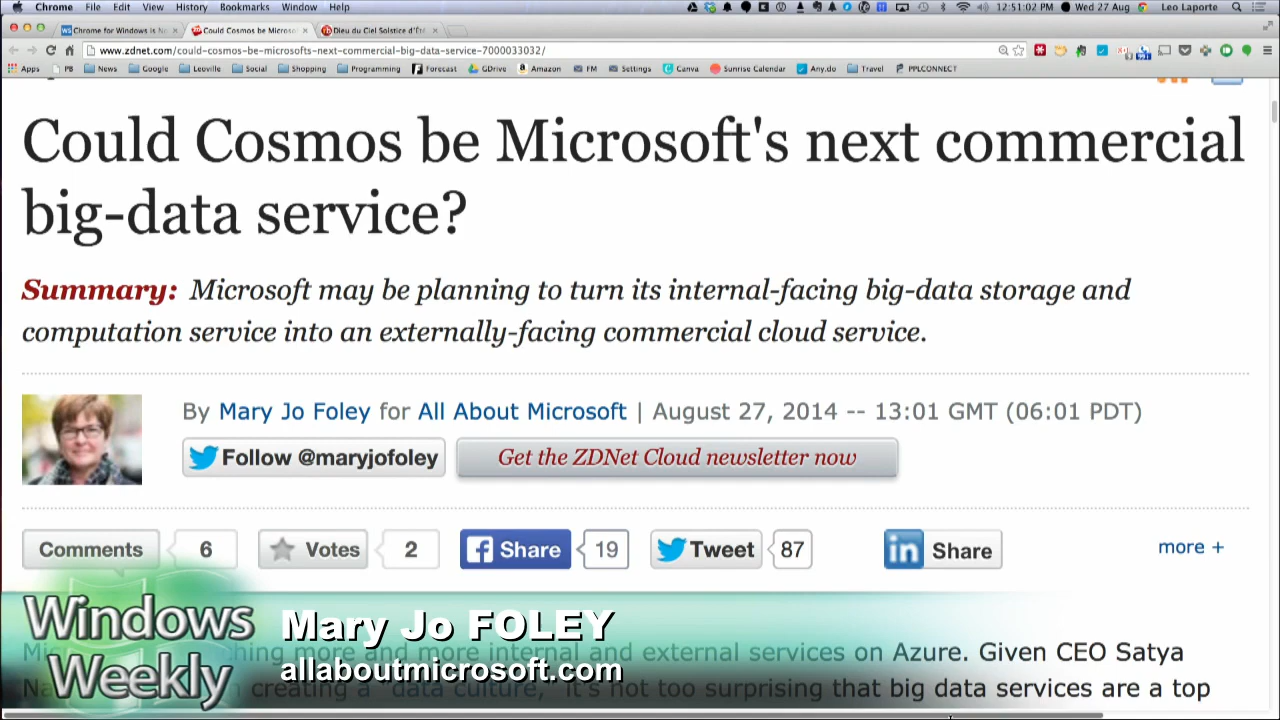 Chrome File Edit View History Bookmarks Window Help 12:51:02 PM Wed 27 Aug Leo Laporte
Chrome for Windows is No Could Cosmos be Microso Dieu du Ciel Solstice d'Ét
www.zdnet.com/could-cosmos-be-microsofts-next-commercial-big-data-service-7000033032/
Apps PB News Google Leoville Social Shopping Programming Forecast GDrive Amazon FM Settings Canva Sunrise Calendar Any.do Travel PPLCONNECT
Could Cosmos be Microsoft's next commercial
big-data service?
Summary: Microsoft may be planning to turn its internal-facing big-data storage and
computation service into an externally-facing commercial cloud service.
By Mary Jo Foley for All About Microsoft | August 27, 2014 -- 13:01 GMT (06:01 PDT)
Follow @maryjofoley Get the ZDNet Cloud newsletter now
Comments 6 Votes 2 Share 19 Tweet 87 in Share more +
Windows
Weekly
Mary Jo FOLEY
allaboutmicrosoft.com
more and more internal and external services on Azure. Given CEO Satya
creating a "data culture," it's not too surprising that big data services are a top